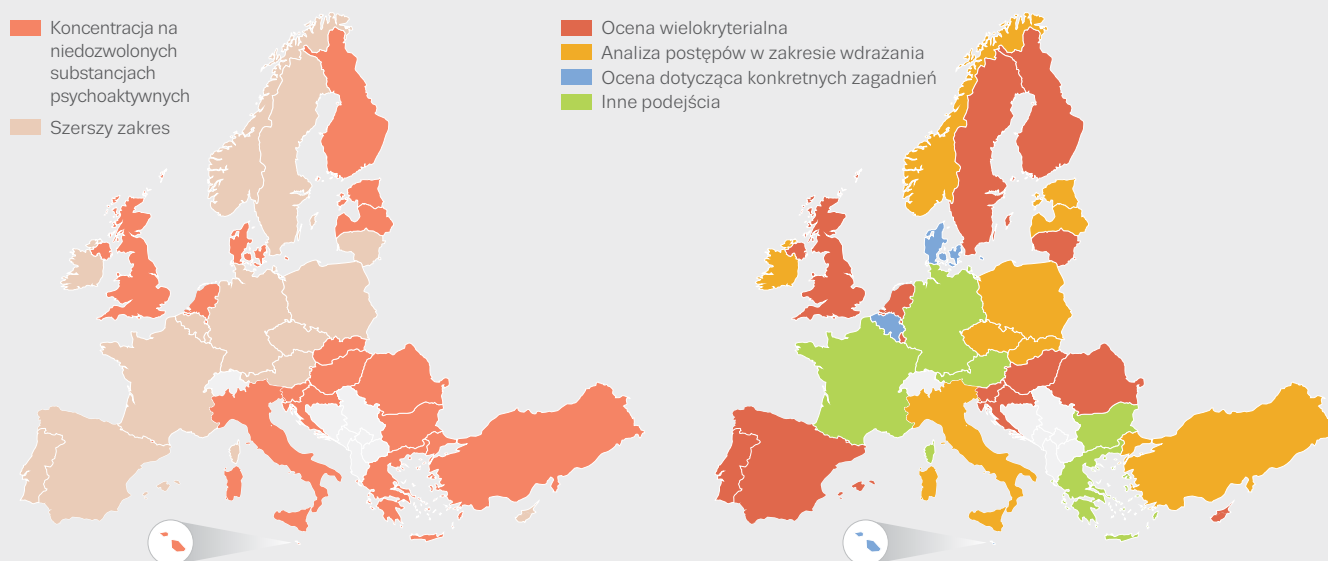 Koncentracja na
niedozwolonych
substancjach
psychoaktywnych
Szerszy zakres
Ocena wielokryterialna
Analiza postępów w zakresie wdrażania
Ocena dotycząca konkretnych zagadnień
Inne podejścia